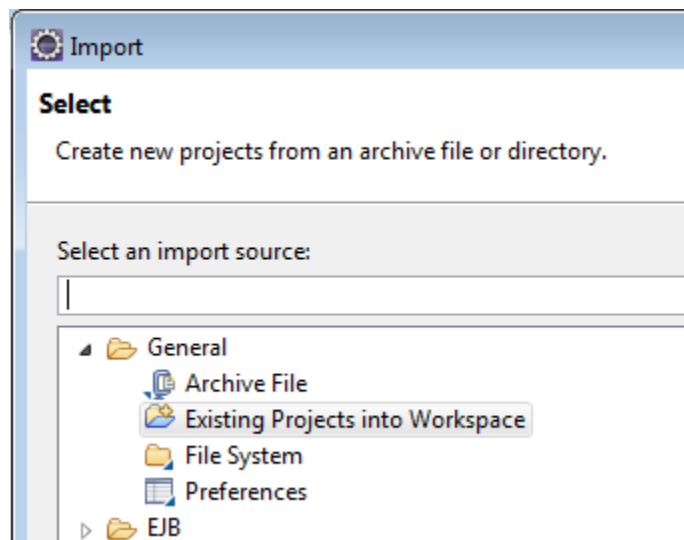 Import
Select
Create new projects from an archive file or directory.
Select an import source:
General
Archive File
Existing Projects into Workspace
File System
Preferences
EJB